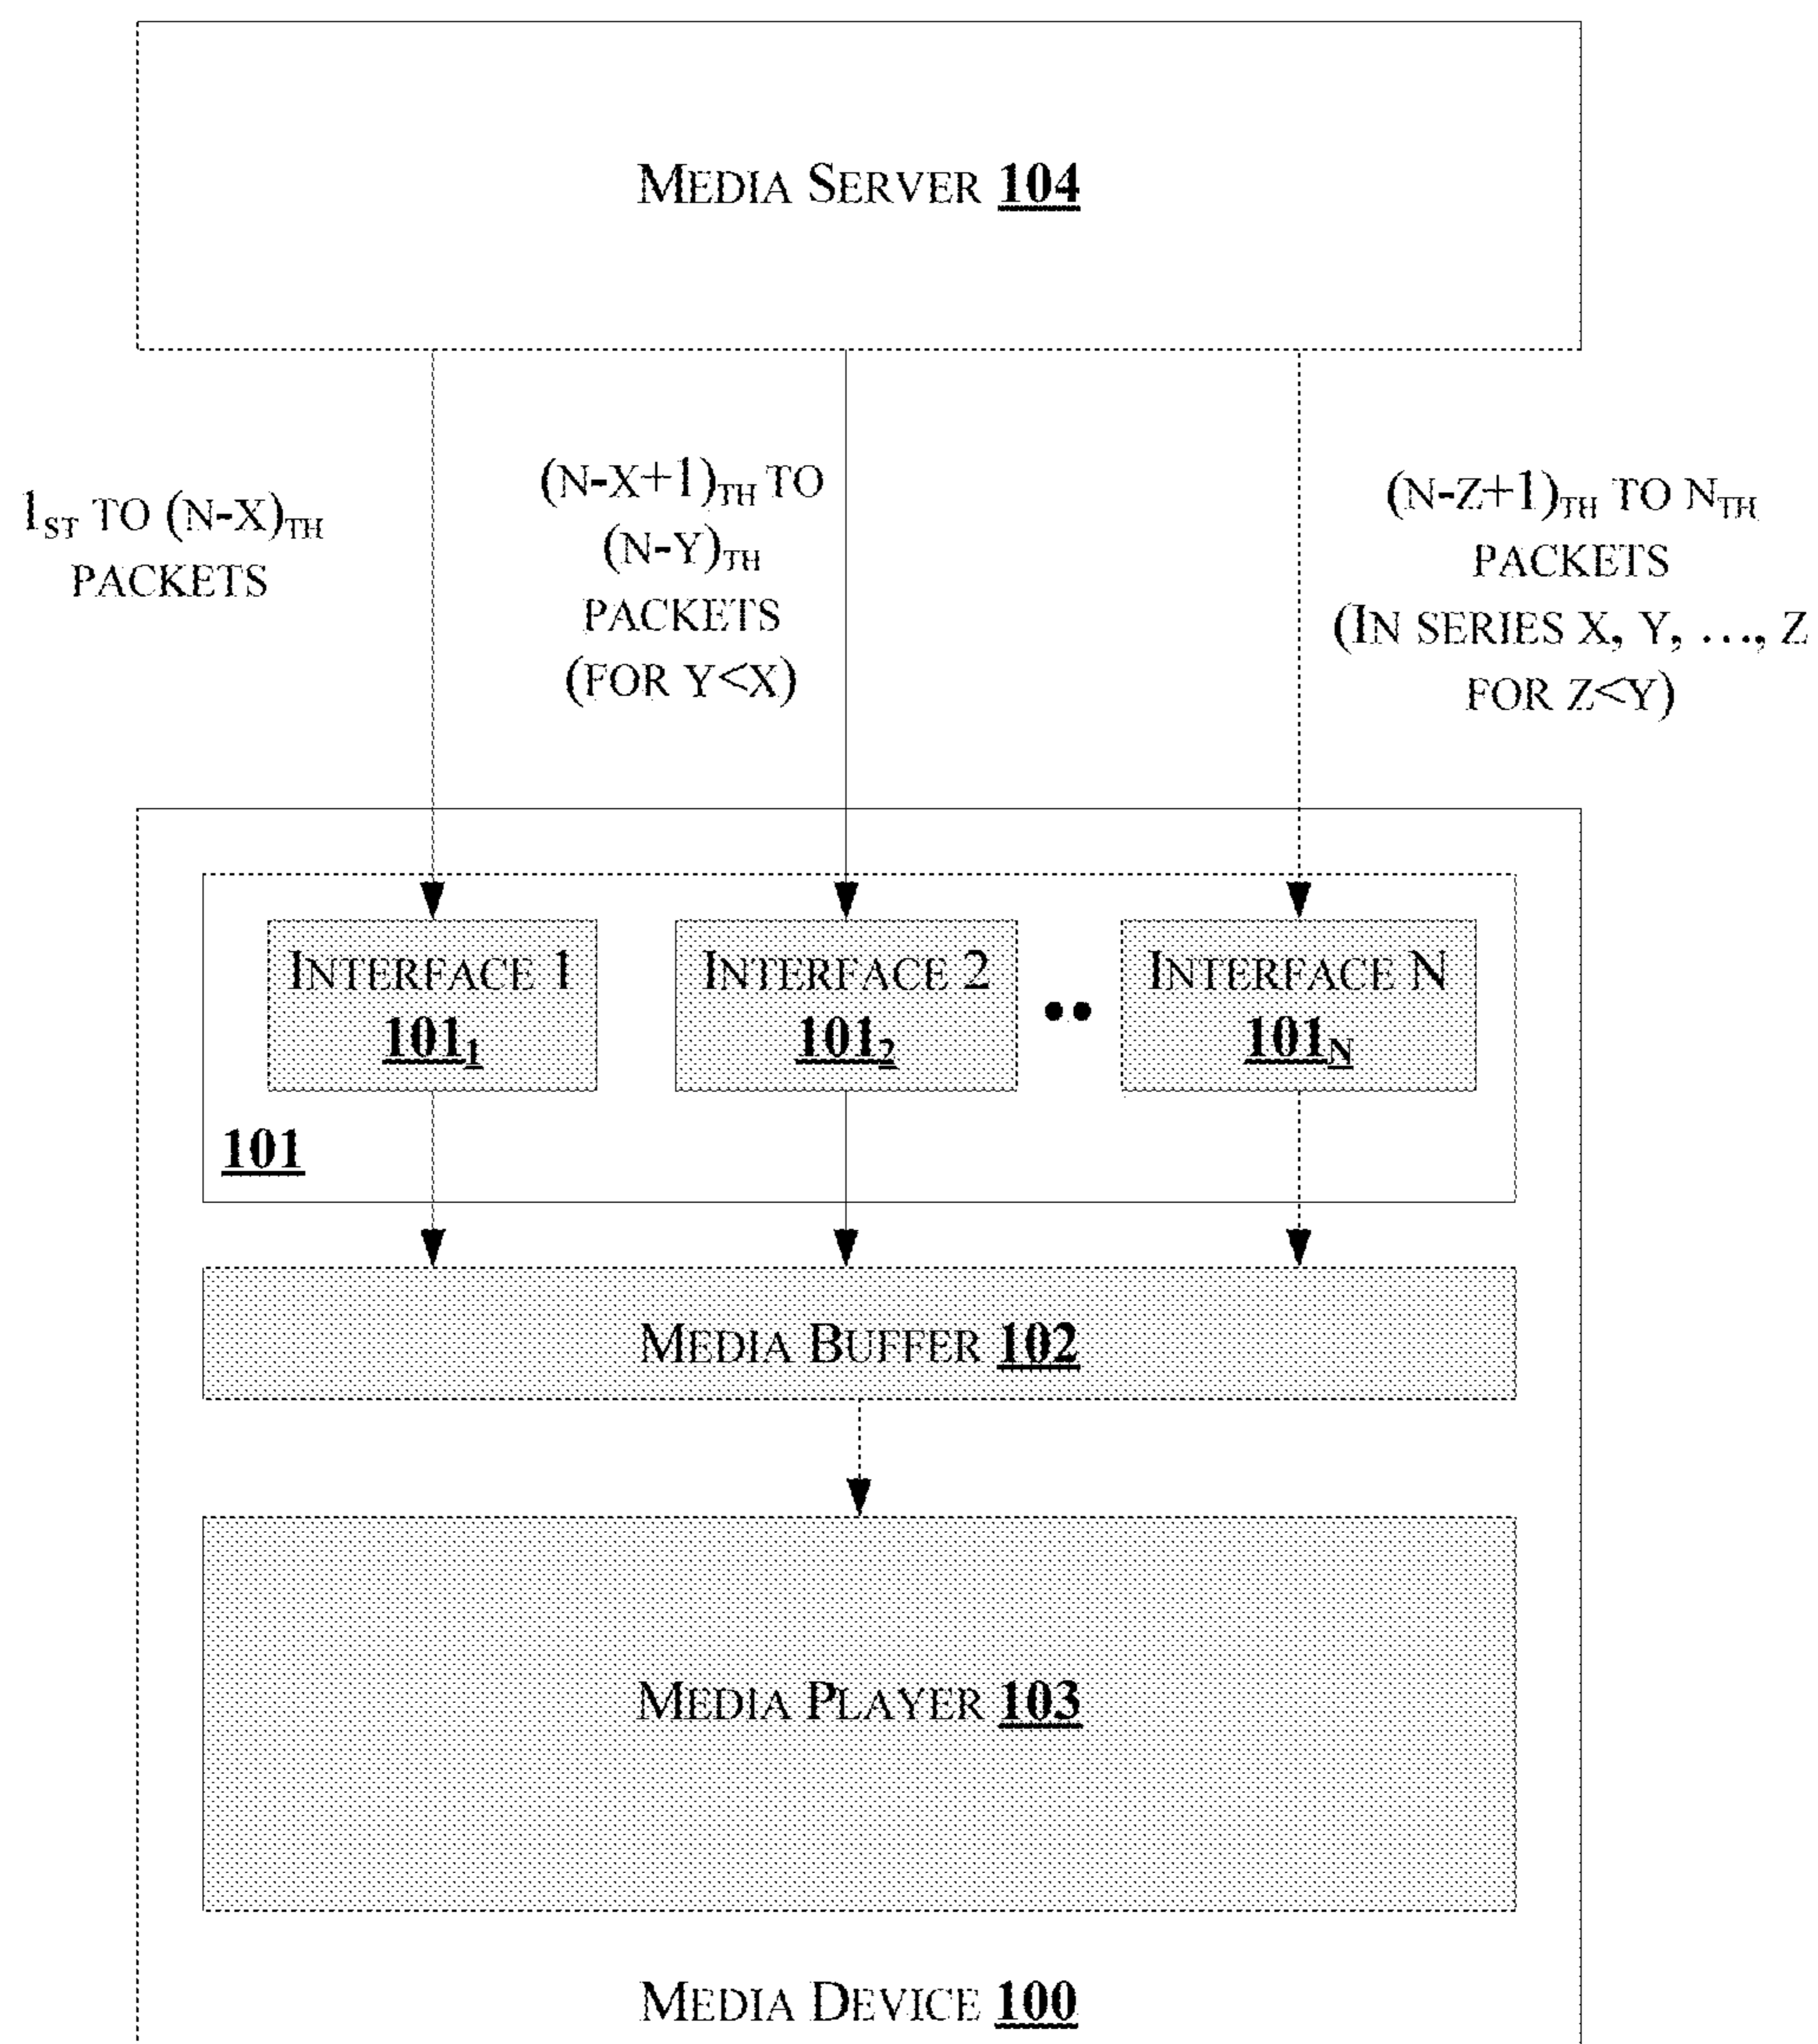 MEDIA SERVER 104
1ST TO (N-X)TH
PACKETS
(N-X+1)TH TO
(N-Y)TH
PACKETS
(FOR Y<X)
(N-Z+1)TH TO NTH
PACKETS
(IN SERIES X, Y, ..., Z
FOR Z<Y)
INTERFACE 1
1011
INTERFACE 2
1012
••
INTERFACE N
101N
101
MEDIA BUFFER 102
MEDIA PLAYER 103
MEDIA DEVICE 100